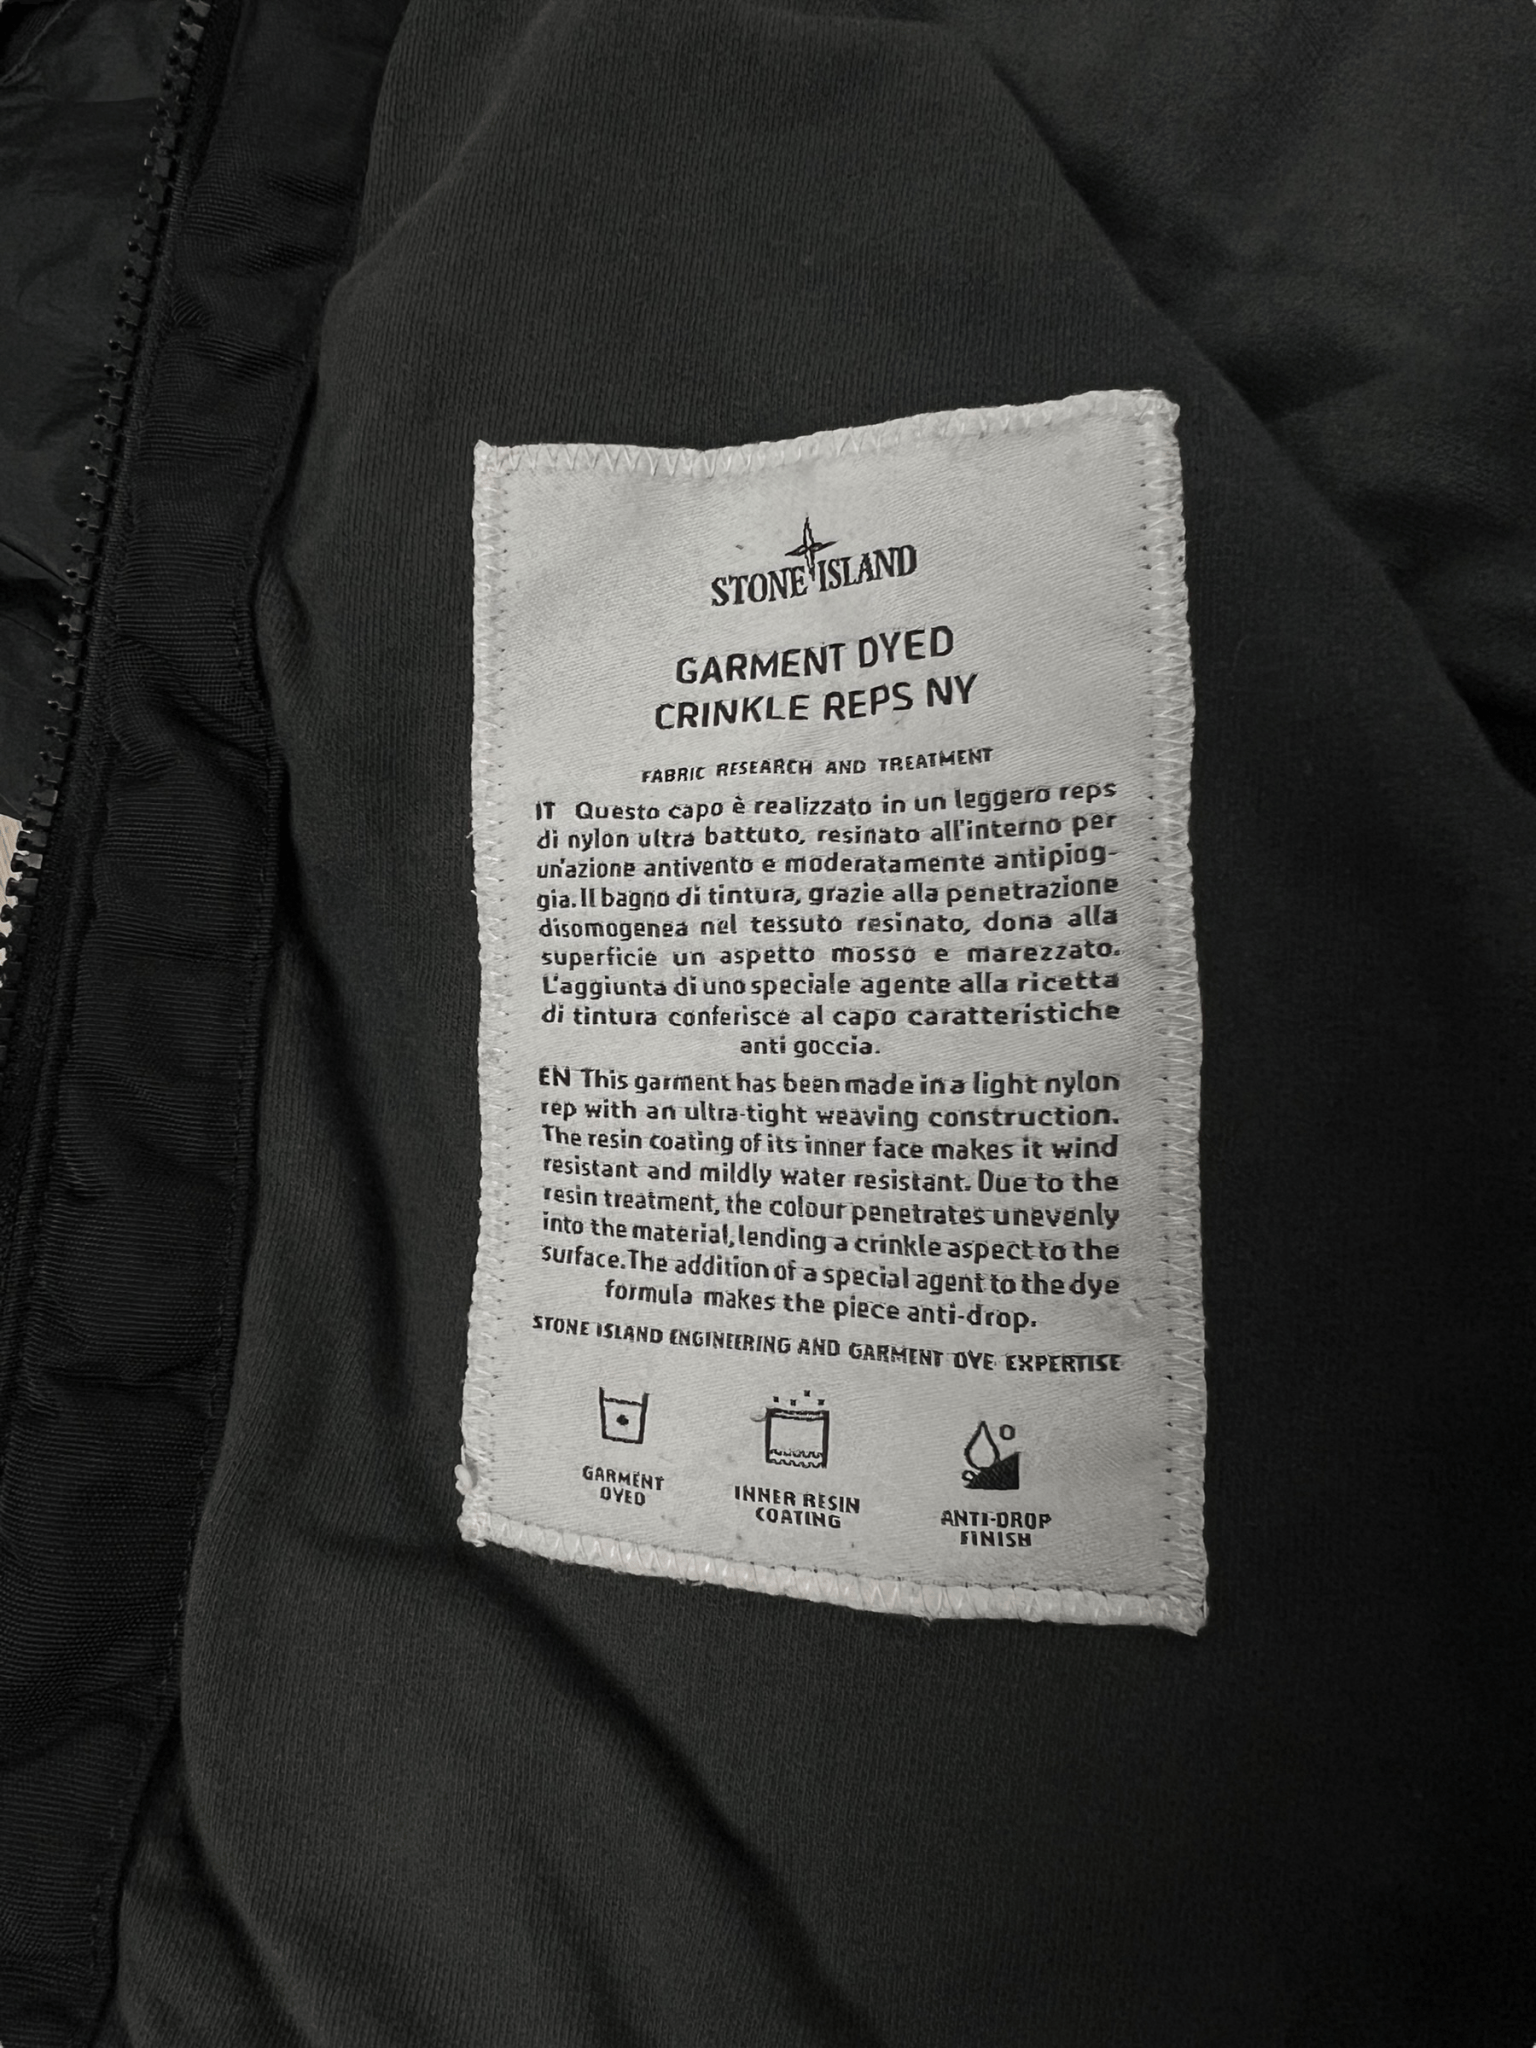 STONE ISLAND
GARMENT DYED
CRINKLE REPS NY
FABRIC RESEARCH AND TREATMENT
IT Questo capo è realizzato in un leggero reps
di nylon ultra battuto, resinato all'interno per
un'azione antivento e moderatamente antipiog-
gia. Il bagno di tintura, grazie alla penetrazione
disomogenea nel tessuto resinato, dona alla
superficie un aspetto mosso e marezzato.
L'aggiunta di uno speciale agente alla ricetta
di tintura conferisce al capo caratteristiche
anti goccia.
EN This garment has been made in a light nylon
rep with an ultra-tight weaving construction.
The resin coating of its inner face makes it wind
resistant and mildly water resistant. Due to the
resin treatment, the colour penetrates unevenly
into the material, lending a crinkle aspect to the
surface. The addition of a special agent to the dye
formula makes the piece anti-drop.
STONE ISLAND ENGINEERING AND GARMENT DYE EXPERTISE
GARMENT
DYED
INNER RESIN
COATING
ANTI-DROP
FINISH